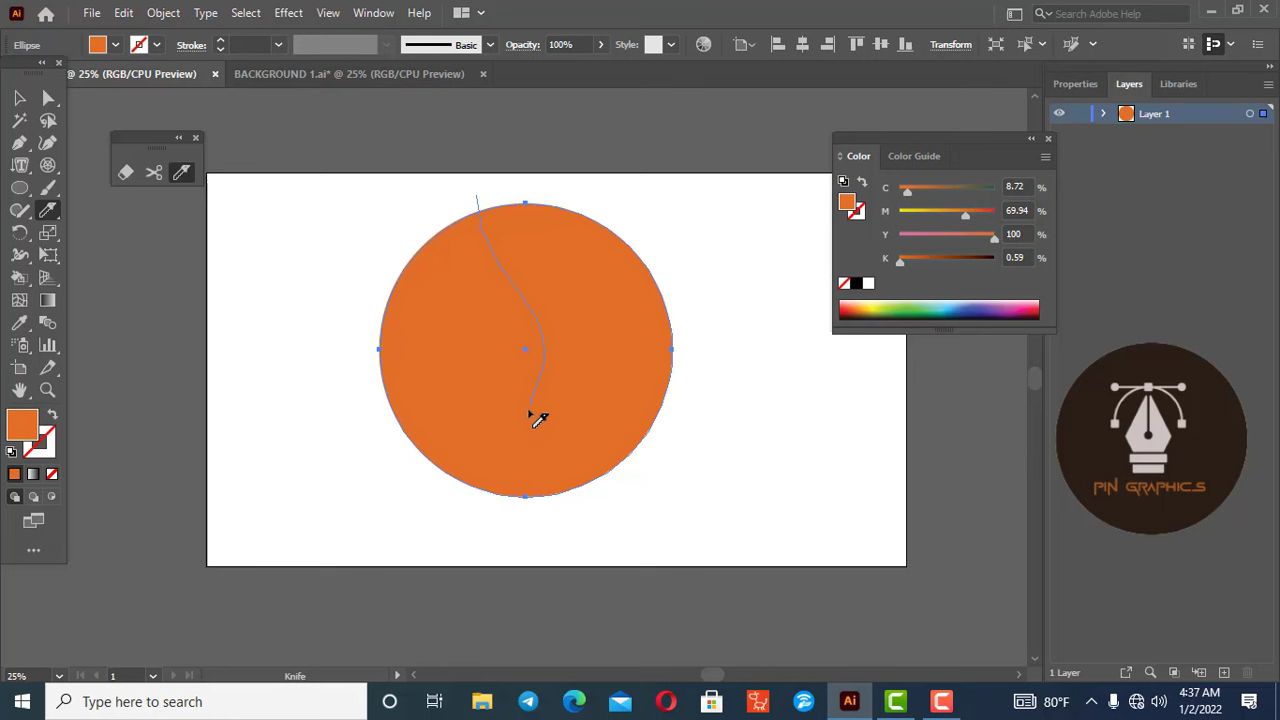 Ai File Edit Object Type Select Effect View Window Help Search Adobe Help
Ellipse Stroke: Basic Opacity: 100% Style: Transform
@ 25% (RGB/CPU Preview) × BACKGROUND 1.ai* @ 25% (RGB/CPU Preview) ×
Properties Layers Libraries
Layer 1
Color Color Guide
C 8.72 %
M 69.94 %
Y 100 %
K 0.59 %
PIN GRAPHICS
25% 1 Knife 1 Layer
Type here to search Ai 80°F 4:37 AM
1/2/2022